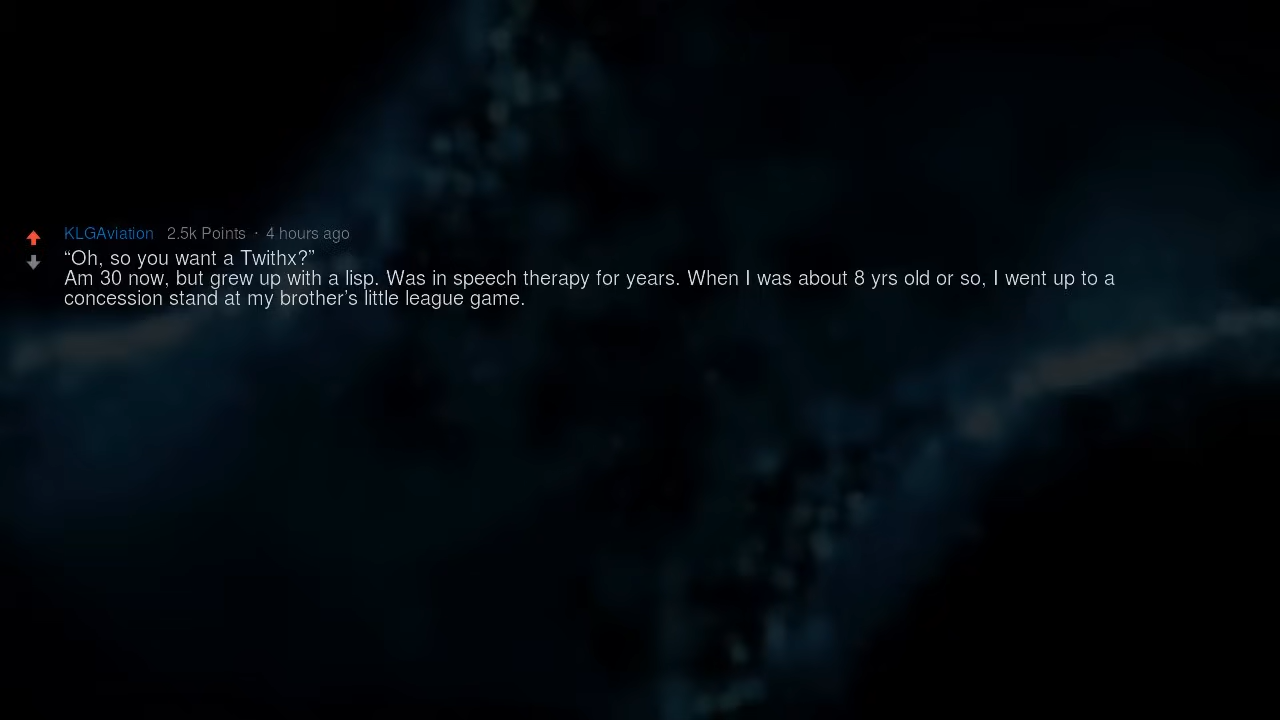 KLGAviation 2.5k Points · 4 hours ago
“Oh, so you want a Twithx?”
Am 30 now, but grew up with a lisp. Was in speech therapy for years. When I was about 8 yrs old or so, I went up to a
concession stand at my brother’s little league game.